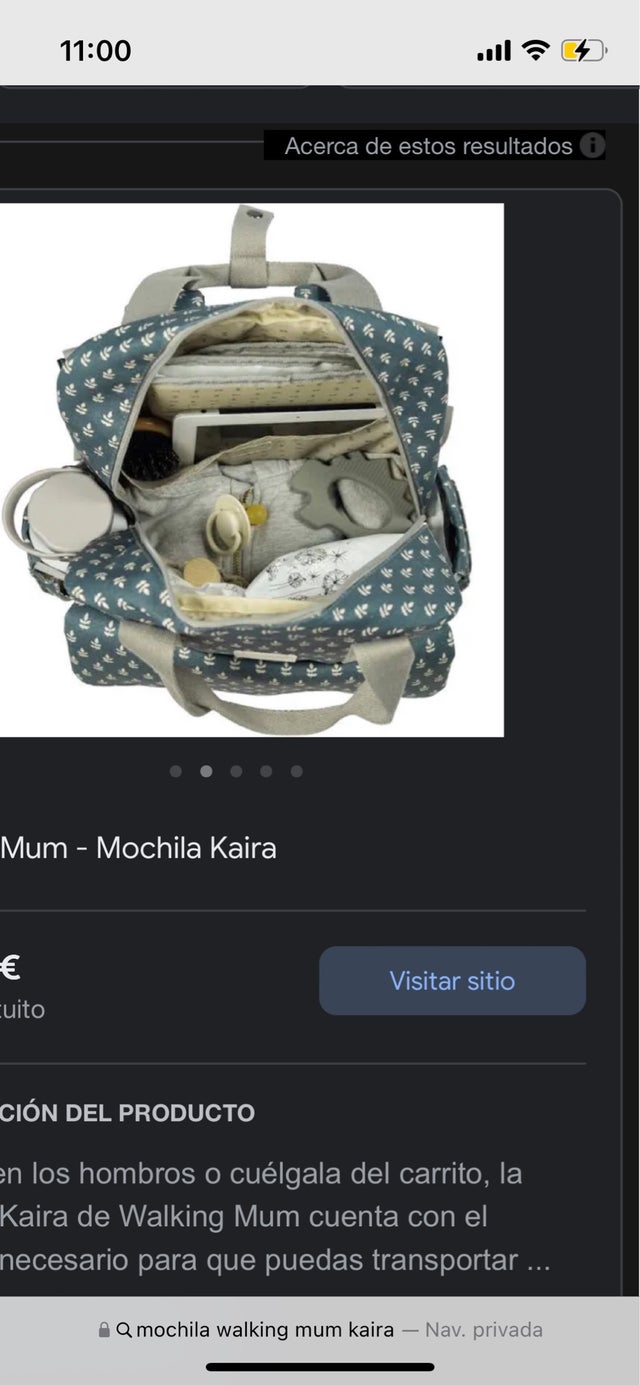 11:00
Acerca de estos resultados
Mum - Mochila Kaira
€
tuito
Visitar sitio
CIÓN DEL PRODUCTO
en los hombros o cuélgala del carrito, la
Kaira de Walking Mum cuenta con el
necesario para que puedas transportar ...
mochila walking mum kaira — Nav. privada